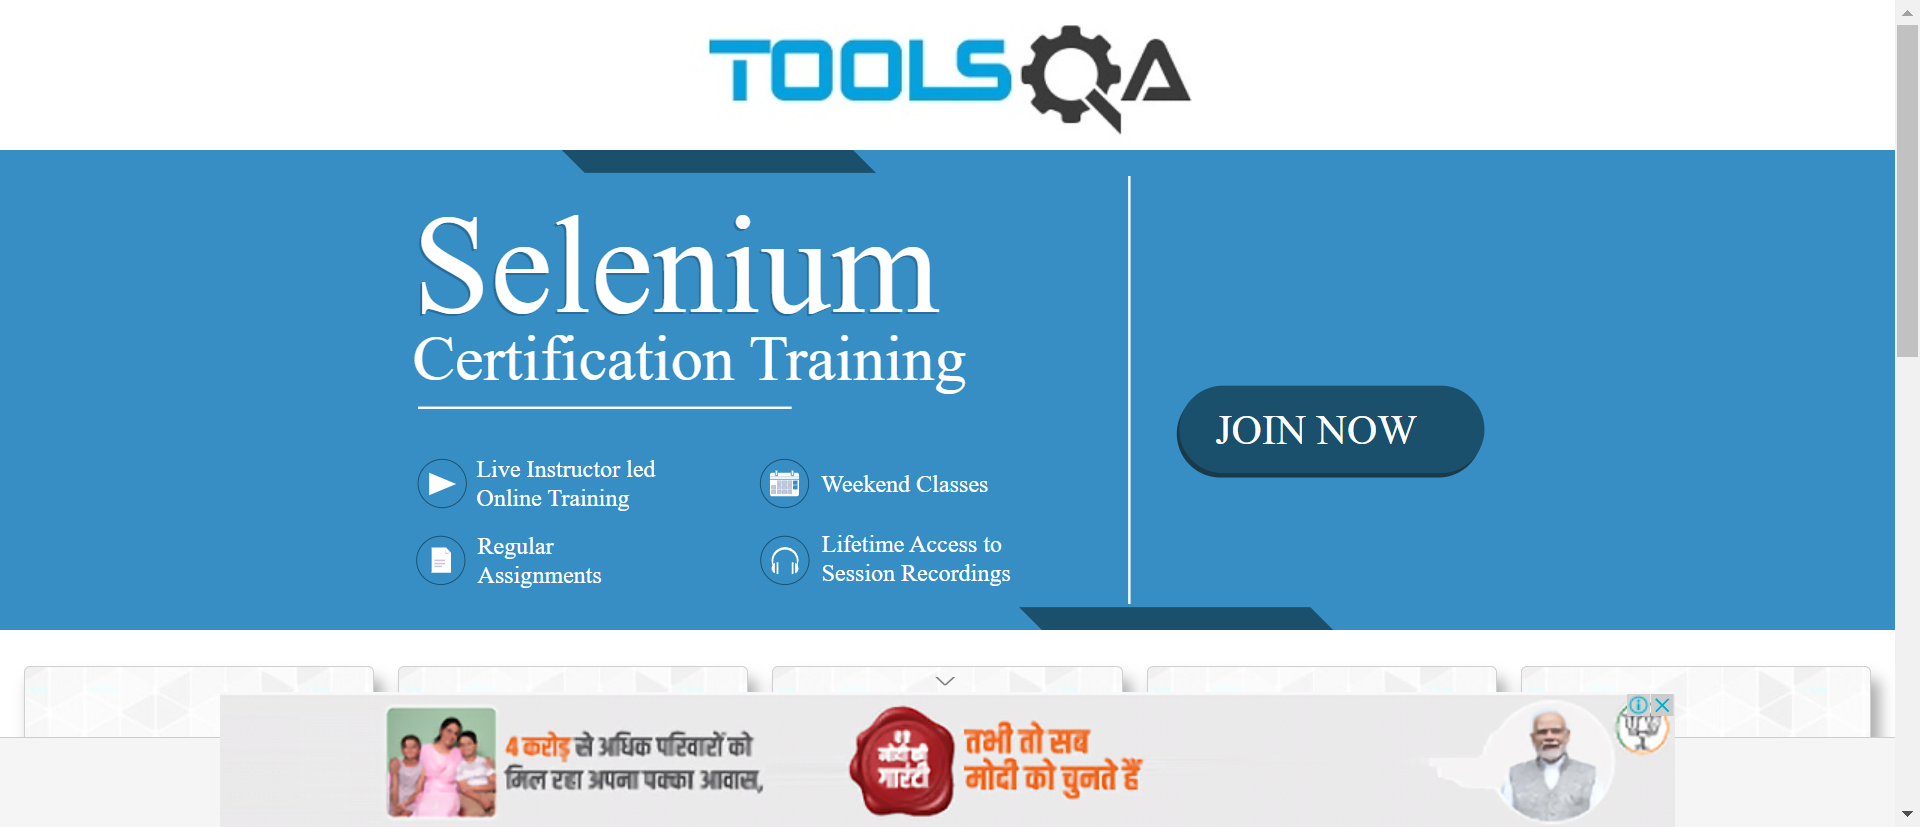 TOOLSQA
Selenium
Certification Training
Live Instructor led
Online Training
Weekend Classes
Regular
Assignments
Lifetime Access to
Session Recordings
JOIN NOW
4 करोड़ से अधिक परिवारों को
मिल रहा अपना पक्का आवास,
मोदी की
गारंटी
तभी तो सब
मोदी को चुनते हैं